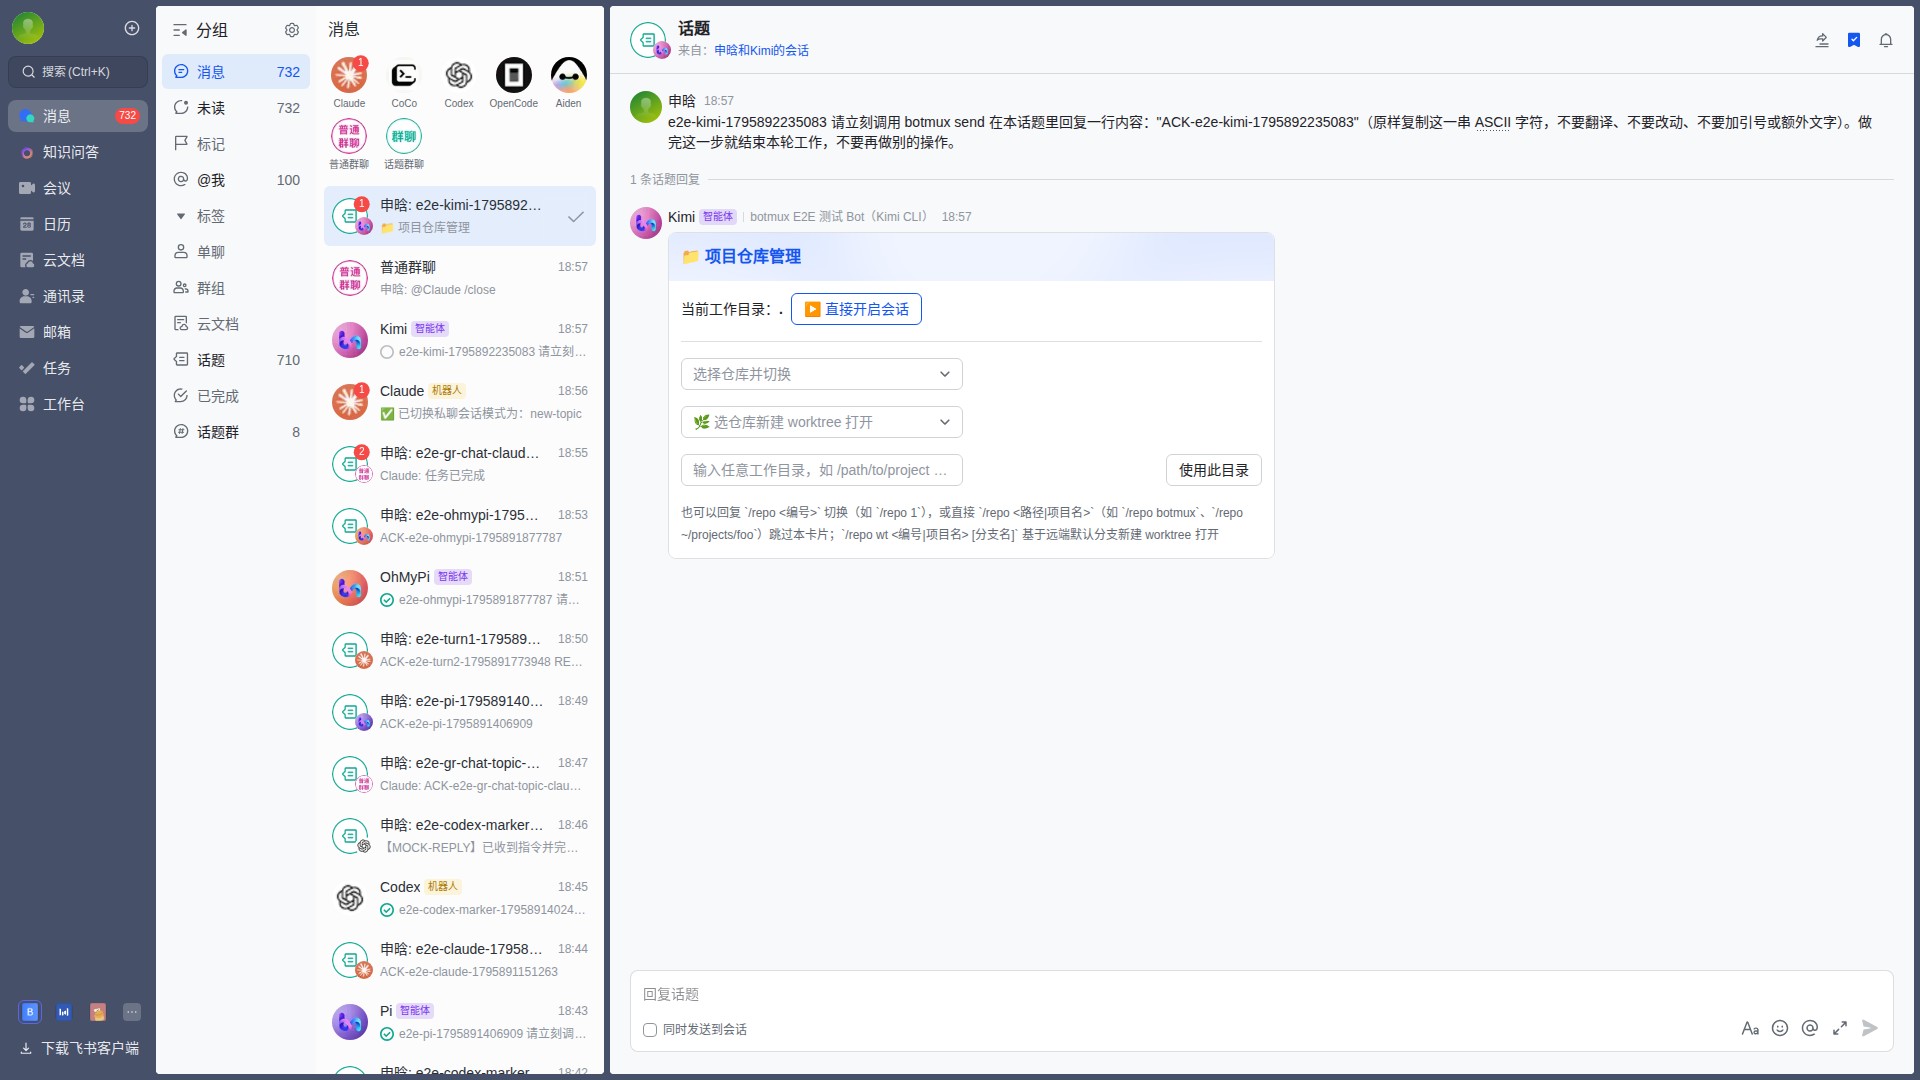 搜索 (Ctrl+K)
消息 732
知识问答
会议
日历
云文档
通讯录
邮箱
任务
工作台
下载飞书客户端
分组
消息 732
未读 732
标记
@我 100
标签
单聊
群组
云文档
话题 710
已完成
话题群 8
消息
1
Claude
CoCo
Codex
OpenCode
Aiden
普通群聊
普通群聊
群聊
话题群聊
1
申晗: e2e-kimi-1795892...
📁 项目仓库管理
普通群聊
普通群聊 18:57
申晗: @Claude /close
Kimi 智能体 18:57
e2e-kimi-1795892235083 请立刻...
1
Claude 机器人 18:56
✅ 已切换私聊会话模式为：new-topic
2
申晗: e2e-gr-chat-claud... 18:55
Claude: 任务已完成
申晗: e2e-ohmypi-1795... 18:53
ACK-e2e-ohmypi-1795891877787
OhMyPi 智能体 18:51
e2e-ohmypi-1795891877787 请...
申晗: e2e-turn1-179589... 18:50
ACK-e2e-turn2-1795891773948 RE...
申晗: e2e-pi-179589140... 18:49
ACK-e2e-pi-1795891406909
申晗: e2e-gr-chat-topic-... 18:47
Claude: ACK-e2e-gr-chat-topic-clau...
申晗: e2e-codex-marker... 18:46
【MOCK-REPLY】已收到指令并完...
Codex 机器人 18:45
e2e-codex-marker-17958914024...
申晗: e2e-claude-17958... 18:44
ACK-e2e-claude-1795891151263
Pi 智能体 18:43
e2e-pi-1795891406909 请立刻调...
申晗: e2e-codex-marker... 18:42
话题
来自：申晗和Kimi的会话
申晗 18:57
e2e-kimi-1795892235083 请立刻调用 botmux send 在本话题里回复一行内容："ACK-e2e-kimi-1795892235083"（原样复制这一串 ASCII 字符，不要翻译、不要改动、不要加引号或额外文字）。做
完这一步就结束本轮工作，不要再做别的操作。
1 条话题回复
Kimi 智能体 botmux E2E 测试 Bot（Kimi CLI） 18:57
📁 项目仓库管理
当前工作目录：. ▶️ 直接开启会话
选择仓库并切换
🌿 选仓库新建 worktree 打开
输入任意工作目录，如 /path/to/project ... 使用此目录
也可以回复 `/repo <编号>` 切换（如 `/repo 1`），或直接 `/repo <路径|项目名>`（如 `/repo botmux`、`/repo
~/projects/foo`）跳过本卡片；`/repo wt <编号|项目名> [分支名]` 基于远端默认分支新建 worktree 打开
回复话题
同时发送到会话